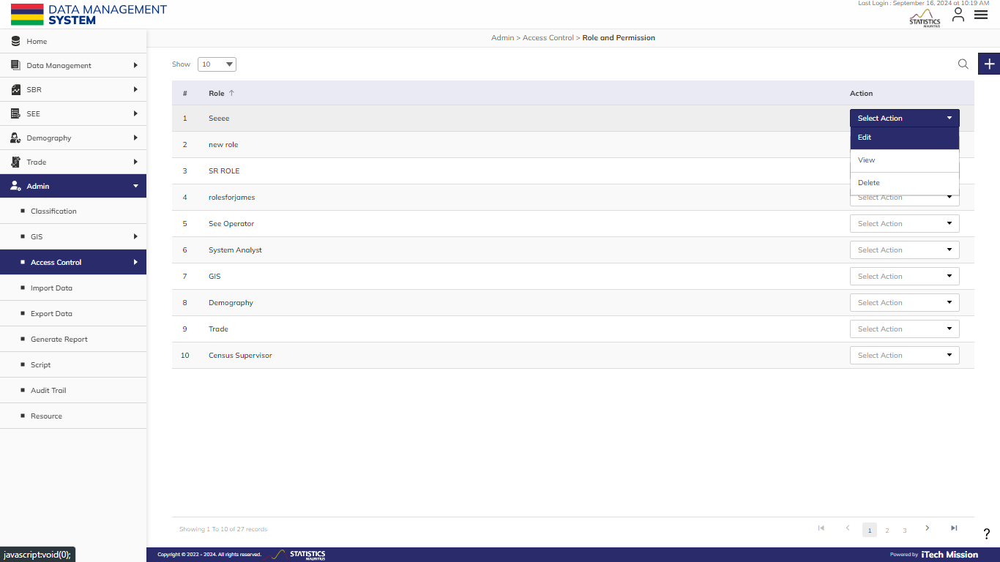 Last Login : September 16, 2024 at 10:19 AM
DATA MANAGEMENT
SYSTEM
STATISTICS
MAURITIUS
Admin > Access Control > Role and Permission
Home
Data Management
SBR
SEE
Demography
Trade
Admin
Classification
GIS
Access Control
Import Data
Export Data
Generate Report
Script
Audit Trail
Resource
Show 10
# Role Action
1 Seeee Select Action
Edit
2 new role
View
3 SR ROLE
Delete
4 rolesforjames Select Action
5 See Operator Select Action
6 System Analyst Select Action
7 GIS Select Action
8 Demography Select Action
9 Trade Select Action
10 Census Supervisor Select Action
Showing 1 To 10 of 27 records
1 2 3
?
javascript:void(0);
Copyright © 2022 - 2024. All rights reserved.
STATISTICS
MAURITIUS
Powered by iTech Mission